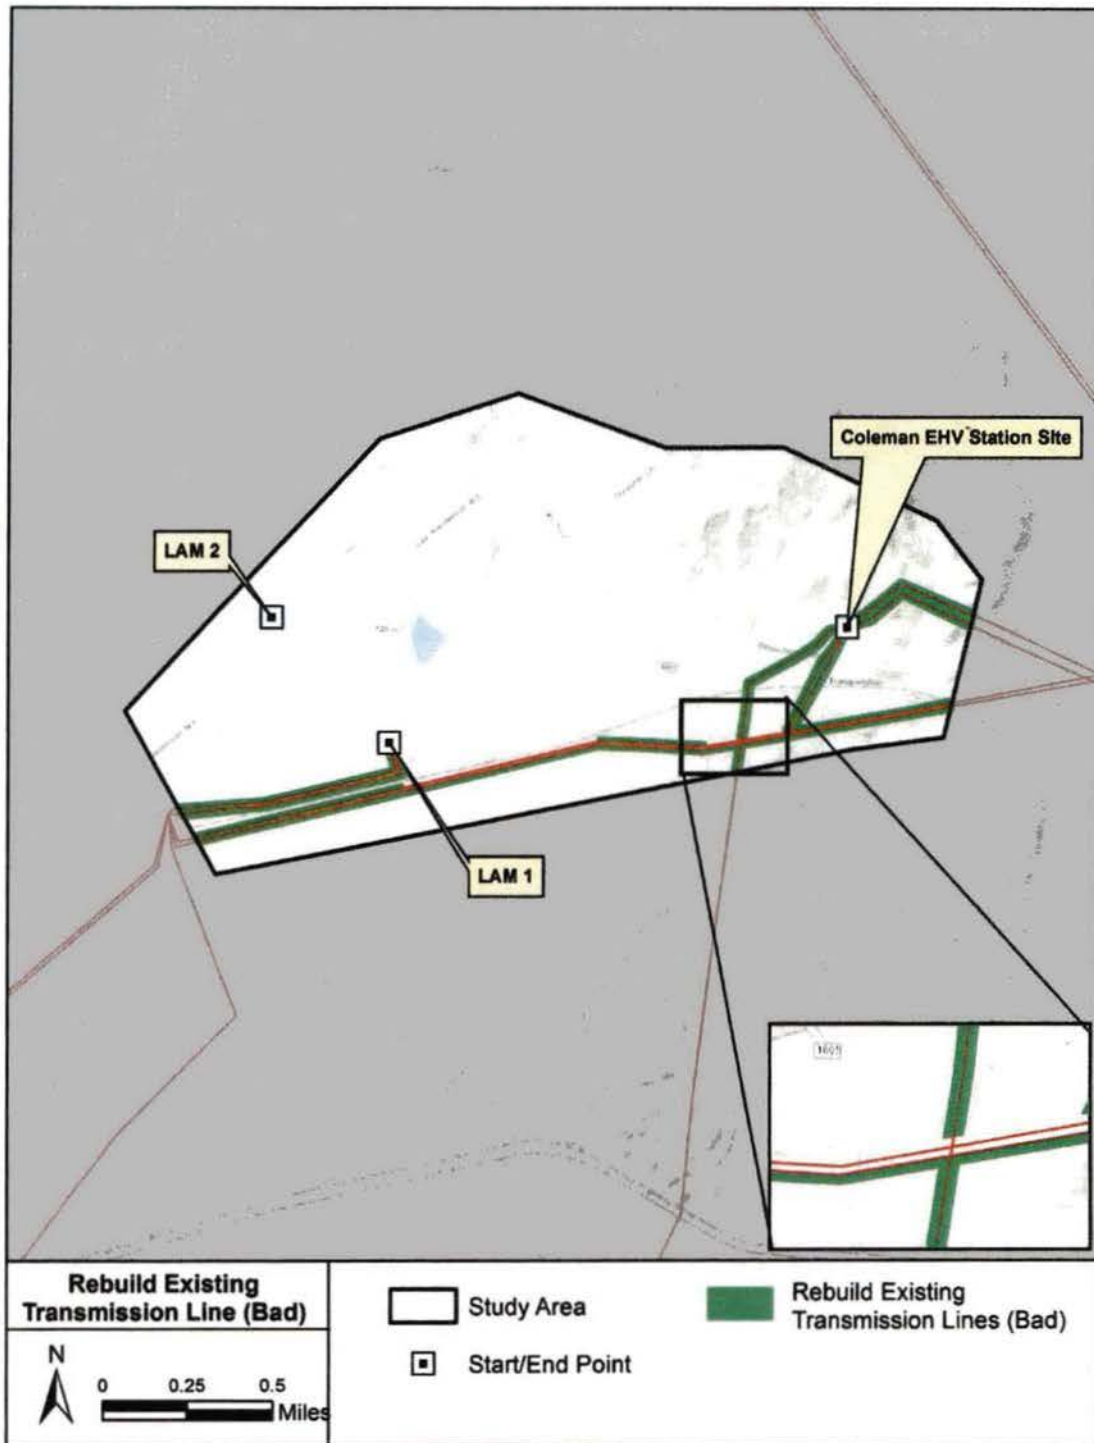 Coleman EHV Station Site
LAM 2
LAM 1
Rebuild Existing
Transmission Line (Bad)
N
0 0.25 0.5
Miles
Study Area
Start/End Point
Rebuild Existing
Transmission Lines (Bad)